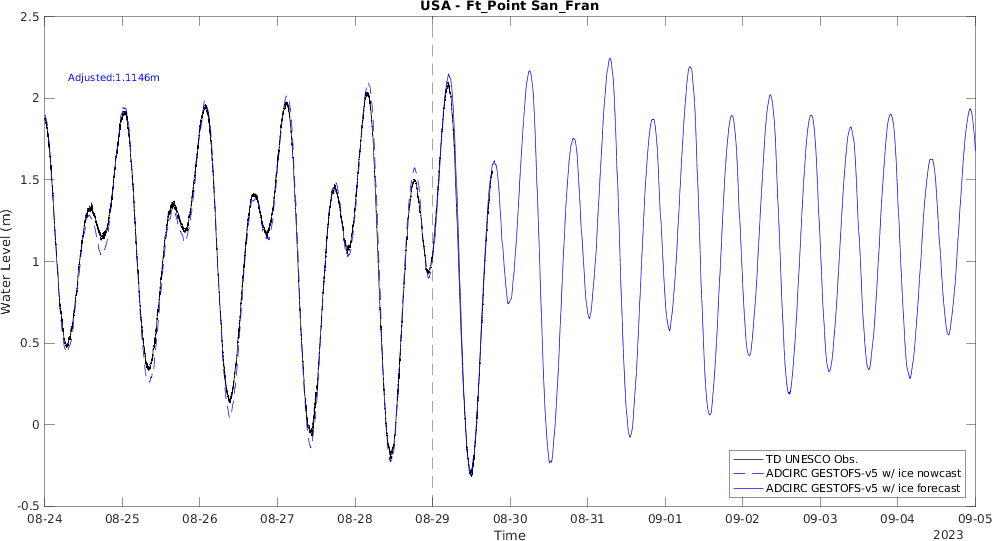 USA - Ft_Point San_Fran
Adjusted:1.1146m
Water Level (m)
2.5
2
1.5
1
0.5
0
-0.5
08-24 08-25 08-26 08-27 08-28 08-29 08-30 08-31 09-01 09-02 09-03 09-04 09-05
Time
2023
TD UNESCO Obs.
ADCIRC GESTOFS-v5 w/ ice nowcast
ADCIRC GESTOFS-v5 w/ ice forecast